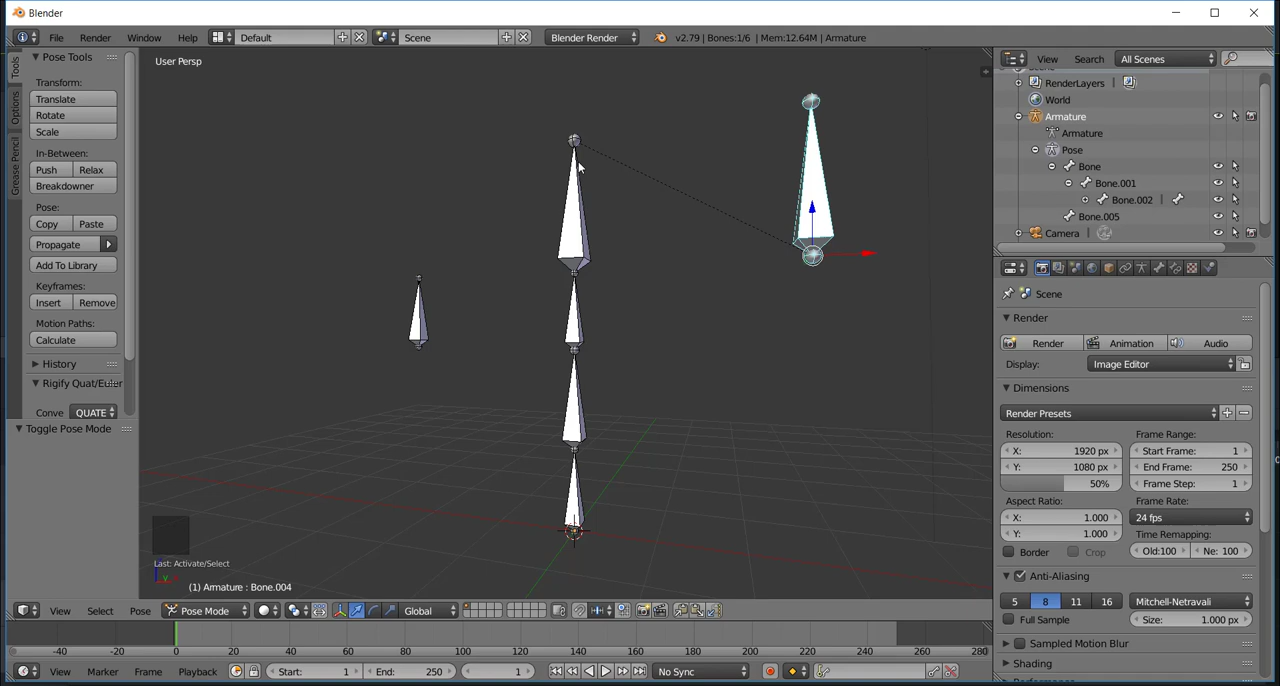 Blender
File Render Window Help Default Scene Blender Render v2.79 | Bones:1/6 | Mem:12.64M | Armature
Tools
Options
Grease Pencil
Pose Tools
Transform:
Translate
Rotate
Scale
In-Between:
Push Relax
Breakdowner
Pose:
Copy Paste
Propagate
Add To Library
Keyframes:
Insert Remove
Motion Paths:
Calculate
History
Rigify Quat/Euler
Conve QUATE
Toggle Pose Mode
User Persp
Last: Activate/Select
(1) Armature : Bone.004
View Select Pose Pose Mode Global
-40 -20 0 20 40 60 80 100 120 140 160 180 200 220 240 260 280
View Marker Frame Playback Start: 1 End: 250 1 No Sync
View Search All Scenes
RenderLayers
World
Armature
Armature
Pose
Bone
Bone.001
Bone.002
Bone.005
Camera
Scene
Render
Render Animation Audio
Display: Image Editor
Dimensions
Render Presets
Resolution: Frame Range:
X: 1920 px Start Frame: 1
Y: 1080 px End Frame: 250
50% Frame Step: 1
Aspect Ratio: Frame Rate:
X: 1.000 24 fps
Y: 1.000 Time Remapping:
Border Crop Old:100 Ne: 100
Anti-Aliasing
5 8 11 16 Mitchell-Netravali
Full Sample Size: 1.000 px
Sampled Motion Blur
Shading